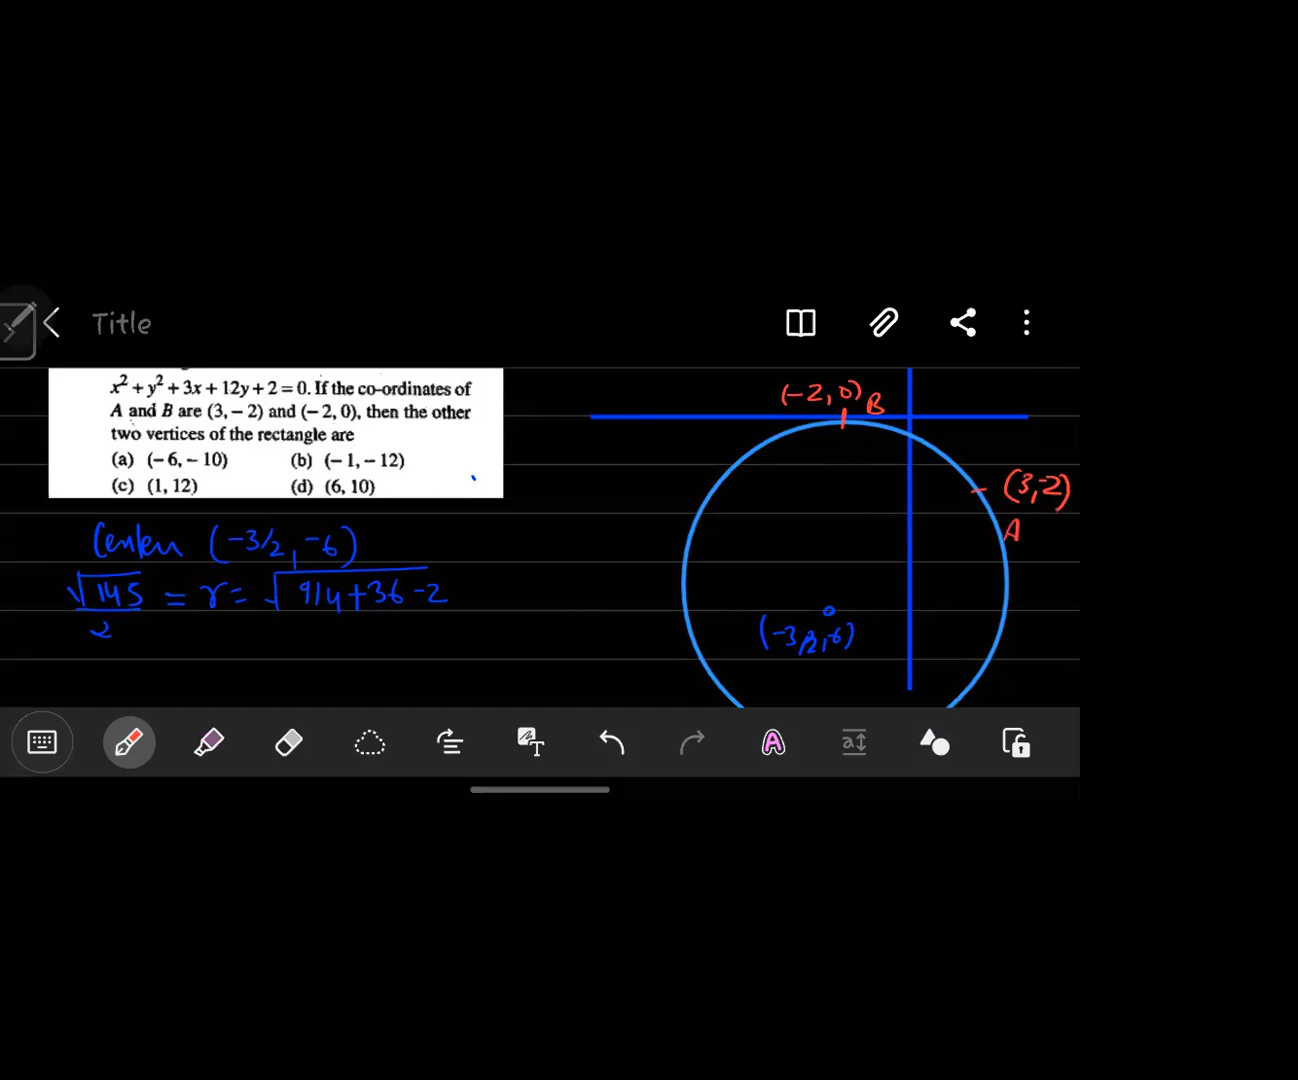 Title
x² + y² + 3x + 12y + 2 = 0. If the co-ordinates of
A and B are (3, – 2) and (– 2, 0), then the other
two vertices of the rectangle are
(a) (– 6, – 10) (b) (– 1, – 12)
(c) (1, 12) (d) (6, 10)
(-2, 0) B
(3, -2)
A
Center (-3/2, -6)
√145/2 = r = √9/4+36-2
(-3/2, -6)
T
A
a